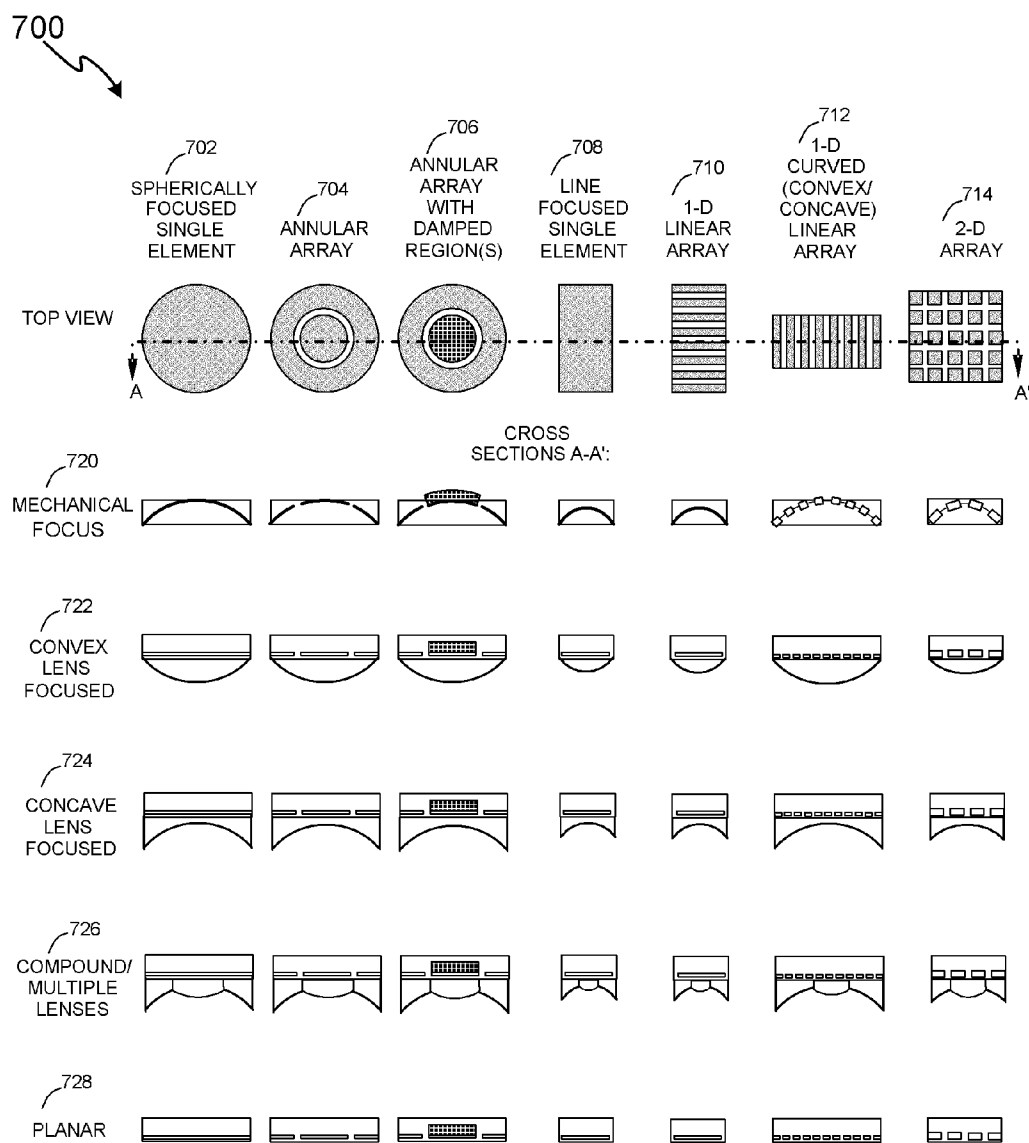 700
702
SPHERICALLY
FOCUSED
SINGLE
ELEMENT
704
ANNULAR
ARRAY
706
ANNULAR
ARRAY
WITH
DAMPED
REGION(S)
708
LINE
FOCUSED
SINGLE
ELEMENT
710
1-D
LINEAR
ARRAY
712
1-D
CURVED
(CONVEX/
CONCAVE)
LINEAR
ARRAY
714
2-D
ARRAY
TOP VIEW
A
A'
CROSS
SECTIONS A-A':
720
MECHANICAL
FOCUS
722
CONVEX
LENS
FOCUSED
724
CONCAVE
LENS
FOCUSED
726
COMPOUND/
MULTIPLE
LENSES
728
PLANAR